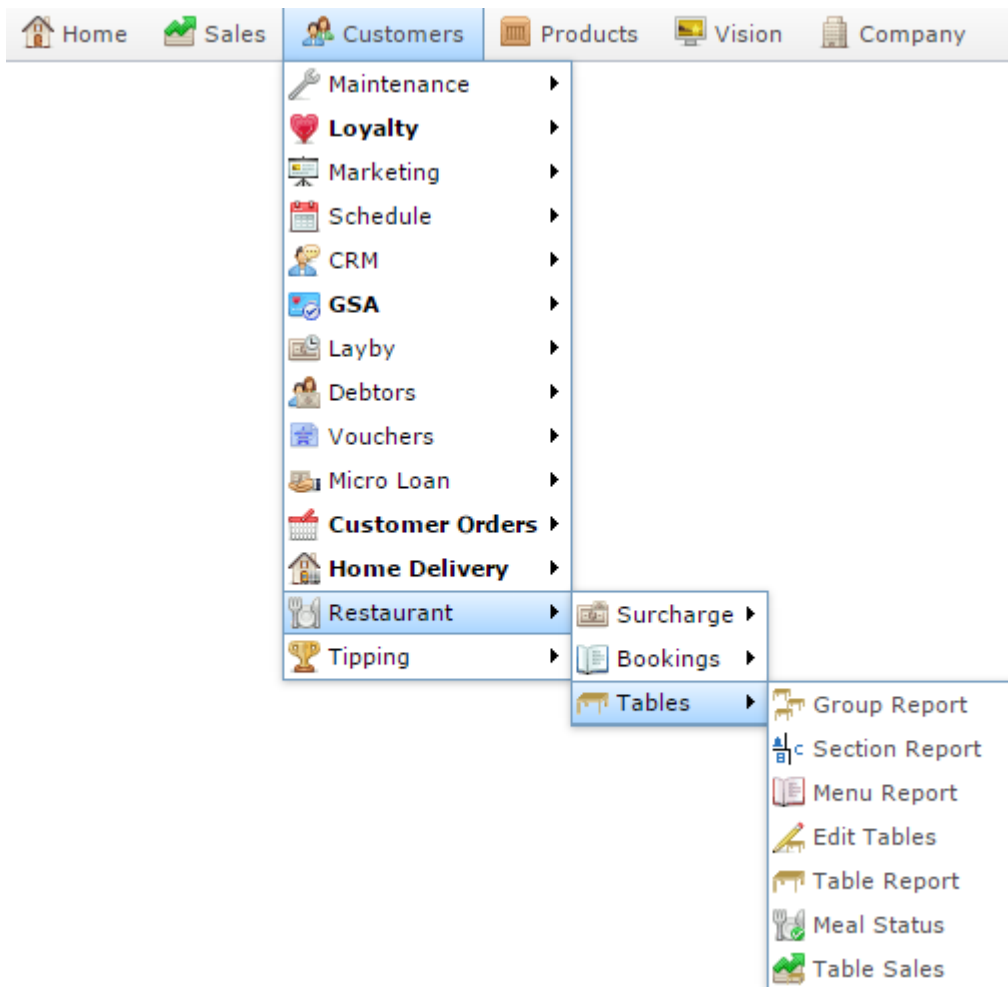 Home Sales Customers Products Vision Company
Maintenance
Loyalty
Marketing
Schedule
CRM
GSA
Layby
Debtors
Vouchers
Micro Loan
Customer Orders
Home Delivery
Restaurant
Tipping
Surcharge
Bookings
Tables
Group Report
Section Report
Menu Report
Edit Tables
Table Report
Meal Status
Table Sales